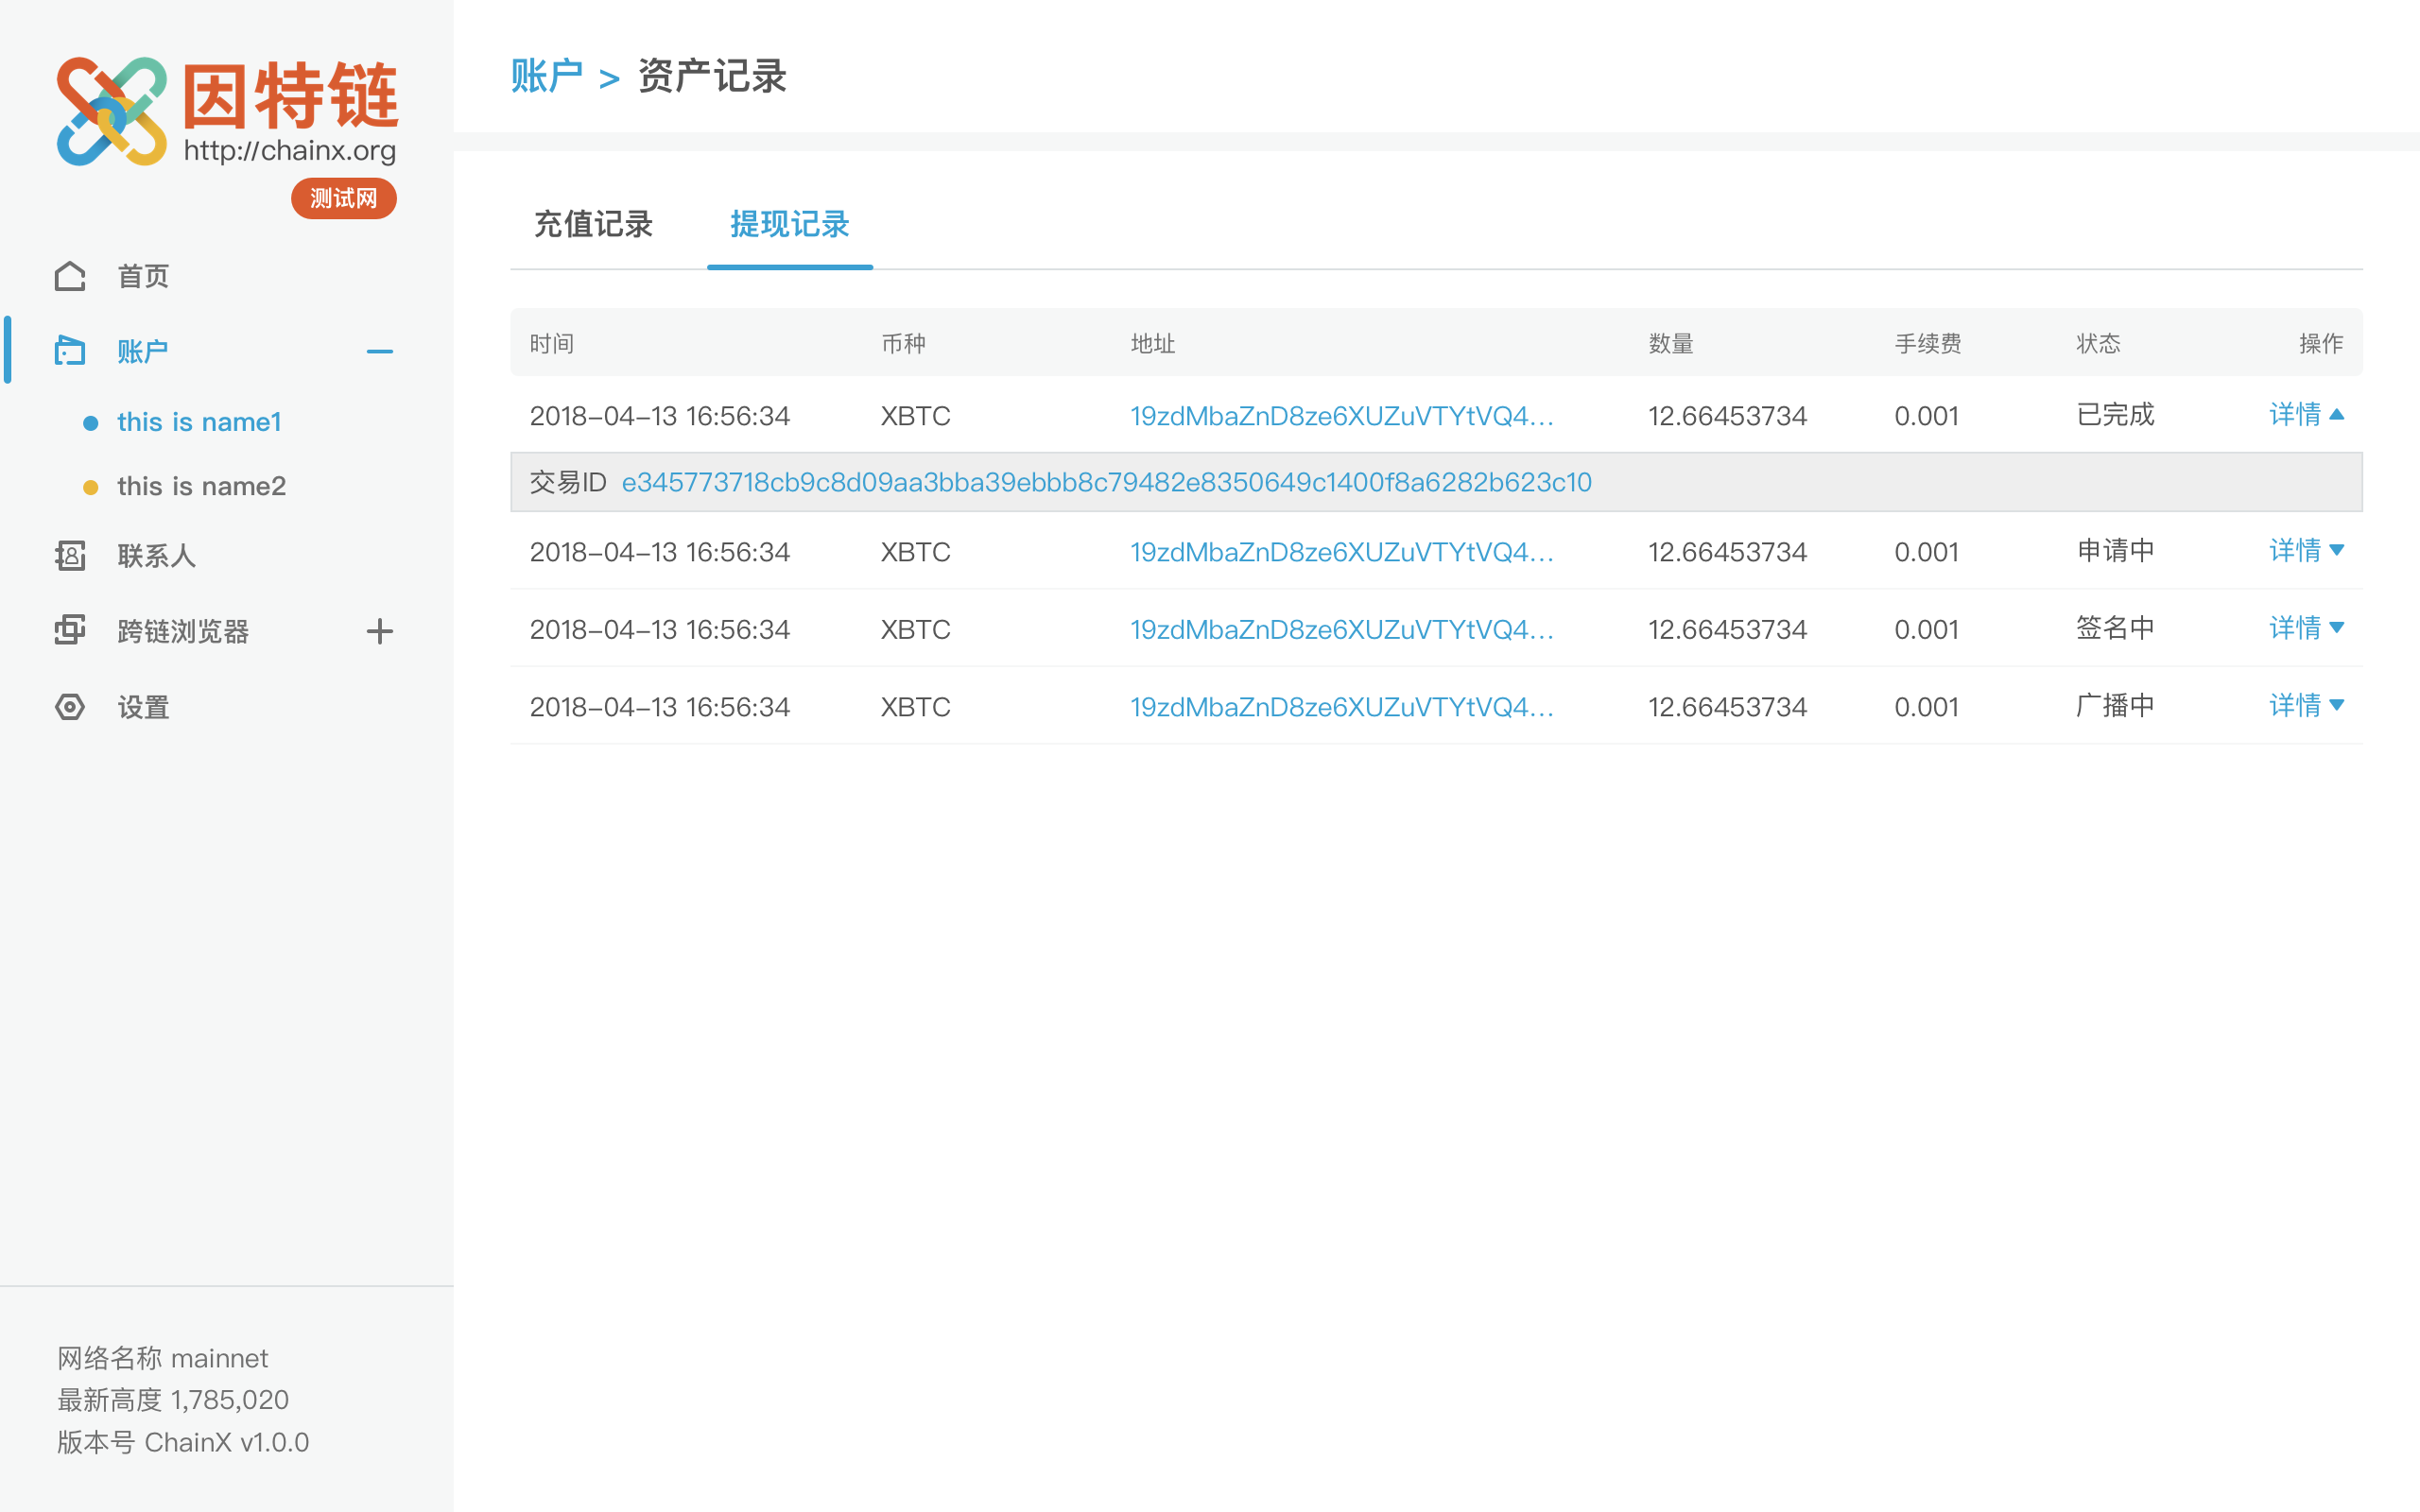 因特链
http://chainx.org
测试网
首页
账户
this is name1
this is name2
联系人
跨链浏览器
设置
网络名称 mainnet
最新高度 1,785,020
版本号 ChainX v1.0.0
账户 > 资产记录
充值记录 提现记录
时间 币种 地址 数量 手续费 状态 操作
2018-04-13 16:56:34 XBTC 19zdMbaZnD8ze6XUZuVTYtVQ4... 12.66453734 0.001 已完成 详情
交易ID e345773718cb9c8d09aa3bba39ebbb8c79482e8350649c1400f8a6282b623c10
2018-04-13 16:56:34 XBTC 19zdMbaZnD8ze6XUZuVTYtVQ4... 12.66453734 0.001 申请中 详情
2018-04-13 16:56:34 XBTC 19zdMbaZnD8ze6XUZuVTYtVQ4... 12.66453734 0.001 签名中 详情
2018-04-13 16:56:34 XBTC 19zdMbaZnD8ze6XUZuVTYtVQ4... 12.66453734 0.001 广播中 详情